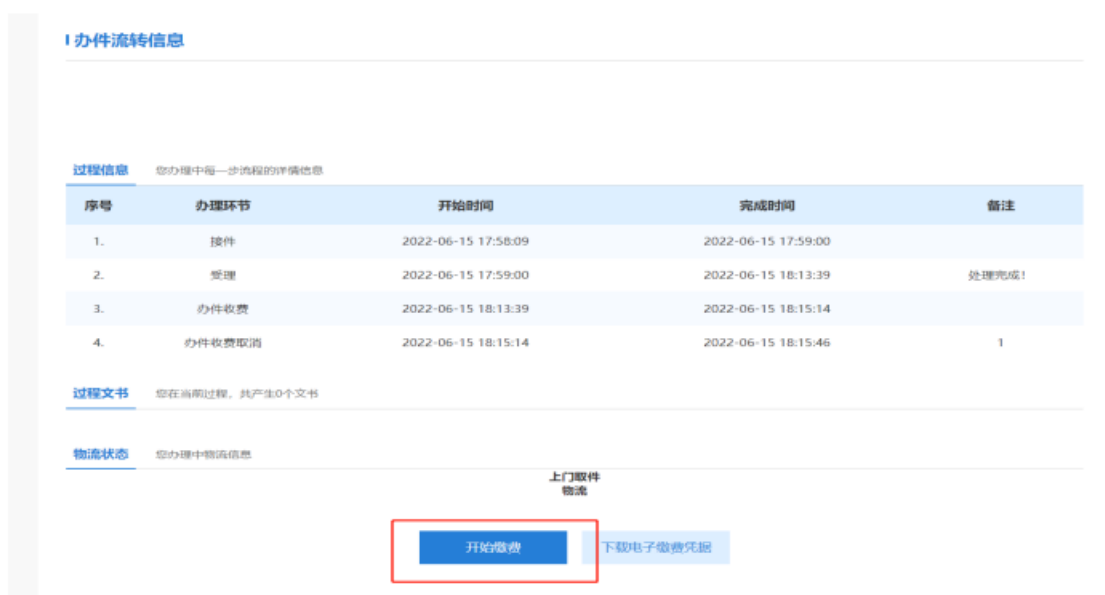 办件流转信息
过程信息 您办理中每一步流程的详情信息
序号 办理环节 开始时间 完成时间 备注
1. 接件 2022-06-15 17:58:09 2022-06-15 17:59:00
2. 受理 2022-06-15 17:59:00 2022-06-15 18:13:39 处理完成!
3. 办件收费 2022-06-15 18:13:39 2022-06-15 18:15:14
4. 办件收费取消 2022-06-15 18:15:14 2022-06-15 18:15:46 1
过程文书 您在当前过程，共产生0个文书
物流状态 您办理中物流信息
上门取件
物流
开始缴费 下载电子缴费凭据